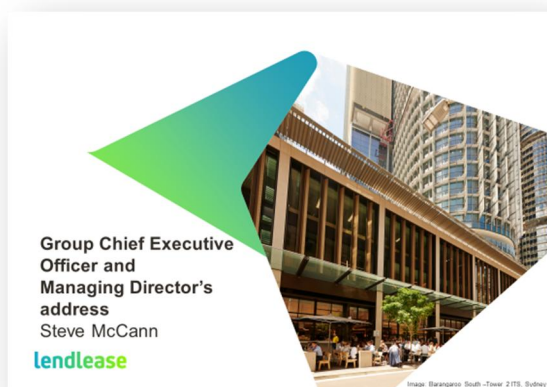 Group Chief Executive
Officer and
Managing Director's
address
Steve McCann
lendlease
Image: Barangaroo South –Tower 2 ITS, Sydney